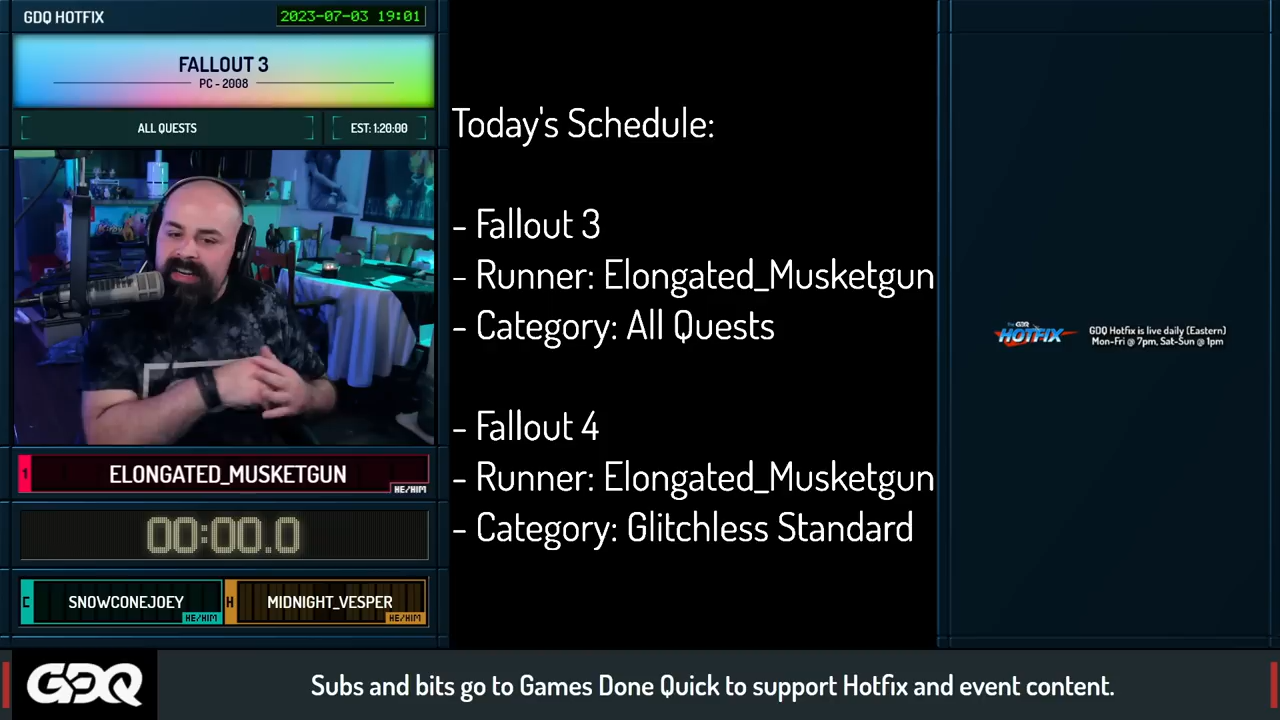 GDQ HOTFIX
2023-07-03 19:01
FALLOUT 3
PC - 2008
ALL QUESTS
EST: 1:20:00
1
ELONGATED_MUSKETGUN
HE/HIM
00:00.0
C
SNOWCONEJOEY
HE/HIM
H
MIDNIGHT_VESPER
HE/HIM
Today's Schedule:
- Fallout 3
- Runner: Elongated_Musketgun
- Category: All Quests
- Fallout 4
- Runner: Elongated_Musketgun
- Category: Glitchless Standard
GDQ
HOTFIX
GDQ Hotfix is live daily (Eastern)
Mon-Fri @ 7pm, Sat-Sun @ 1pm
GDQ
Subs and bits go to Games Done Quick to support Hotfix and event content.